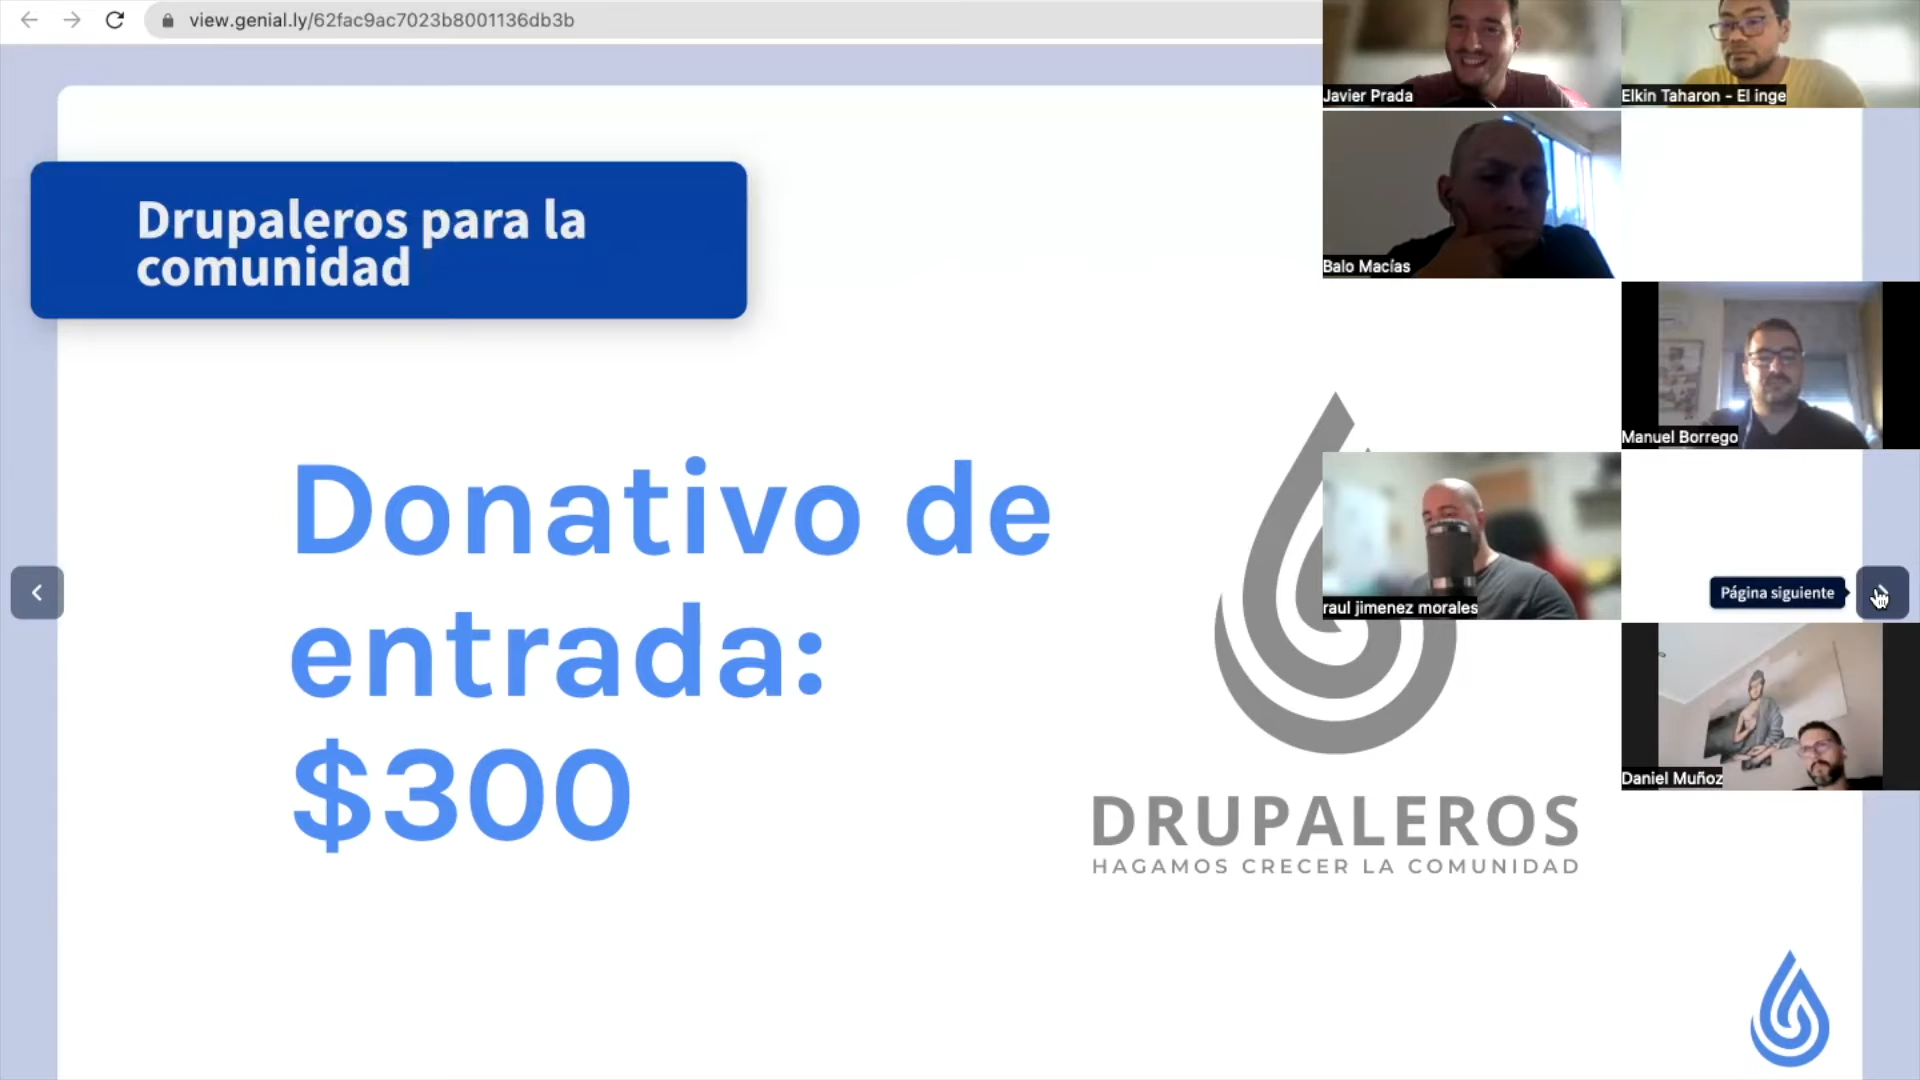 view.genial.ly/62fac9ac7023b8001136db3b
Javier Prada
Elkin Taharon - El inge
Drupaleros para la
comunidad
Balo Macías
Manuel Borrego
Donativo de
entrada:
$300
raul jimenez morales
Página siguiente
Daniel Muñoz
DRUPALEROS
HAGAMOS CRECER LA COMUNIDAD